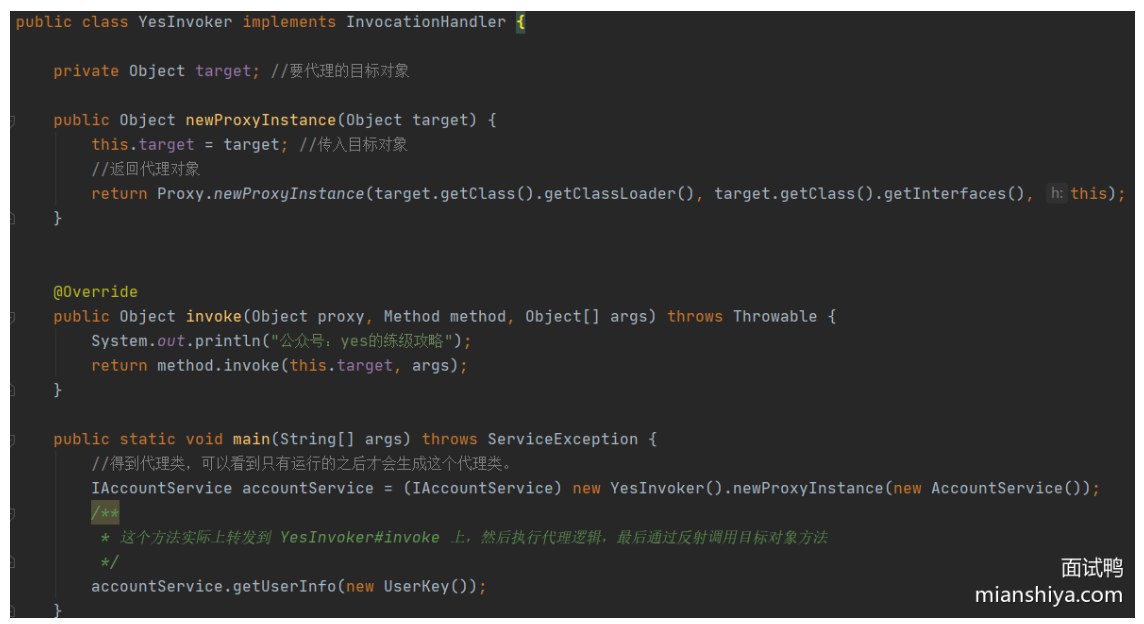 public class YesInvoker implements InvocationHandler {
private Object target; //要代理的目标对象
public Object newProxyInstance(Object target) {
this.target = target; //传入目标对象
//返回代理对象
return Proxy.newProxyInstance(target.getClass().getClassLoader(), target.getClass().getInterfaces(), h: this);
}
@Override
public Object invoke(Object proxy, Method method, Object[] args) throws Throwable {
System.out.println("公众号：yes的练级攻略");
return method.invoke(this.target, args);
}
public static void main(String[] args) throws ServiceException {
//得到代理类，可以看到只有运行的之后才会生成这个代理类。
IAccountService accountService = (IAccountService) new YesInvoker().newProxyInstance(new AccountService());
/**
* 这个方法实际上转发到 YesInvoker#invoke 上，然后执行代理逻辑，最后通过反射调用目标对象方法
*/
accountService.getUserInfo(new UserKey());
}
面试鸭
mianshiya.com